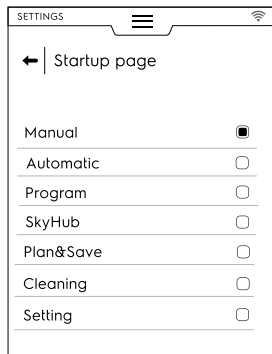 SETTINGS
Startup page
Manual
Automatic
Program
SkyHub
Plan&Save
Cleaning
Setting